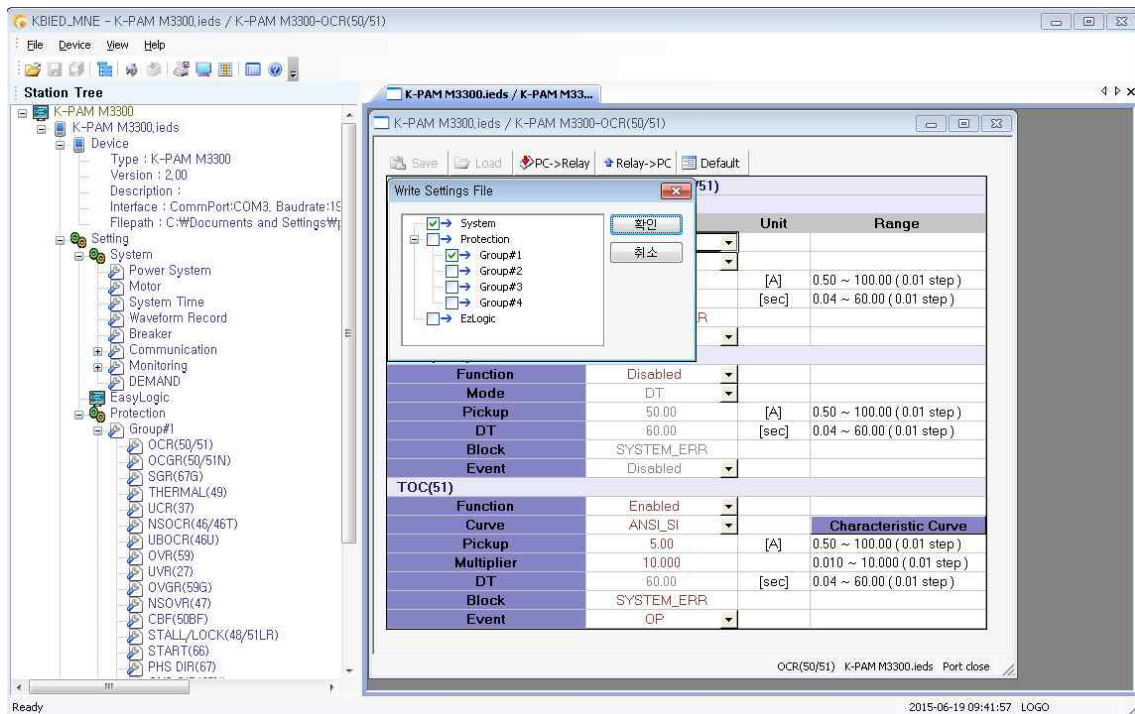 KBIED_MNE - K-PAM M3300.ieds / K-PAM M3300-OCR(50/51)
File Device View Help
Station Tree
K-PAM M3300
K-PAM M3300.ieds
Device
Type : K-PAM M3300
Version : 2.00
Description :
Interface : CommPort:COM3, Baudrate:19
Filepath : C:₩Documents and Settings₩p
Setting
System
Power System
Motor
System Time
Waveform Record
Breaker
Communication
Monitoring
DEMAND
EasyLogic
Protection
Group#1
OCR(50/51)
OCGR(50/51N)
SGR(67G)
THERMAL(49)
UCR(37)
NSOCR(46/46T)
UBOCR(46U)
OVR(59)
UVR(27)
OVGR(59G)
NSOVR(47)
CBF(50BF)
STALL/LOCK(48/51LR)
START(66)
PHS DIR(67)
K-PAM M3300.ieds / K-PAM M33...
K-PAM M3300.ieds / K-PAM M3300-OCR(50/51)
Save Load PC->Relay Relay->PC Default
/51)
Unit Range
[A] 0.50 ~ 100.00 ( 0.01 step )
[sec] 0.04 ~ 60.00 ( 0.01 step )
Write Settings File
System
Protection
Group#1
Group#2
Group#3
Group#4
EzLogic
확인
취소
Function Disabled
Mode DT
Pickup 50.00 [A] 0.50 ~ 100.00 ( 0.01 step )
DT 60.00 [sec] 0.04 ~ 60.00 ( 0.01 step )
Block SYSTEM_ERR
Event Disabled
TOC(51)
Function Enabled
Curve ANSI_SI Characteristic Curve
Pickup 5.00 [A] 0.50 ~ 100.00 ( 0.01 step )
Multiplier 10.000 0.010 ~ 10.000 ( 0.01 step )
DT 60.00 [sec] 0.04 ~ 60.00 ( 0.01 step )
Block SYSTEM_ERR
Event OP
OCR(50/51) K-PAM M3300.ieds Port close
Ready 2015-06-19 09:41:57 LOGO